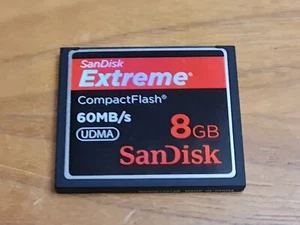 SanDisk
Extreme®
CompactFlash®
60MB/s
UDMA
8GB
SanDisk